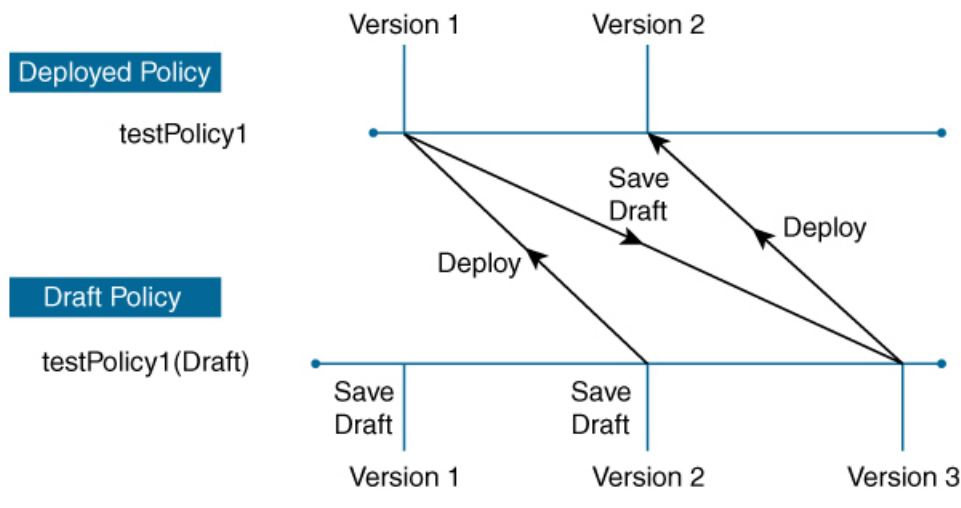 Version 1
Version 2
Deployed Policy
testPolicy1
Save
Draft
Deploy
Deploy
Draft Policy
testPolicy1(Draft)
Save
Draft
Save
Draft
Version 1
Version 2
Version 3